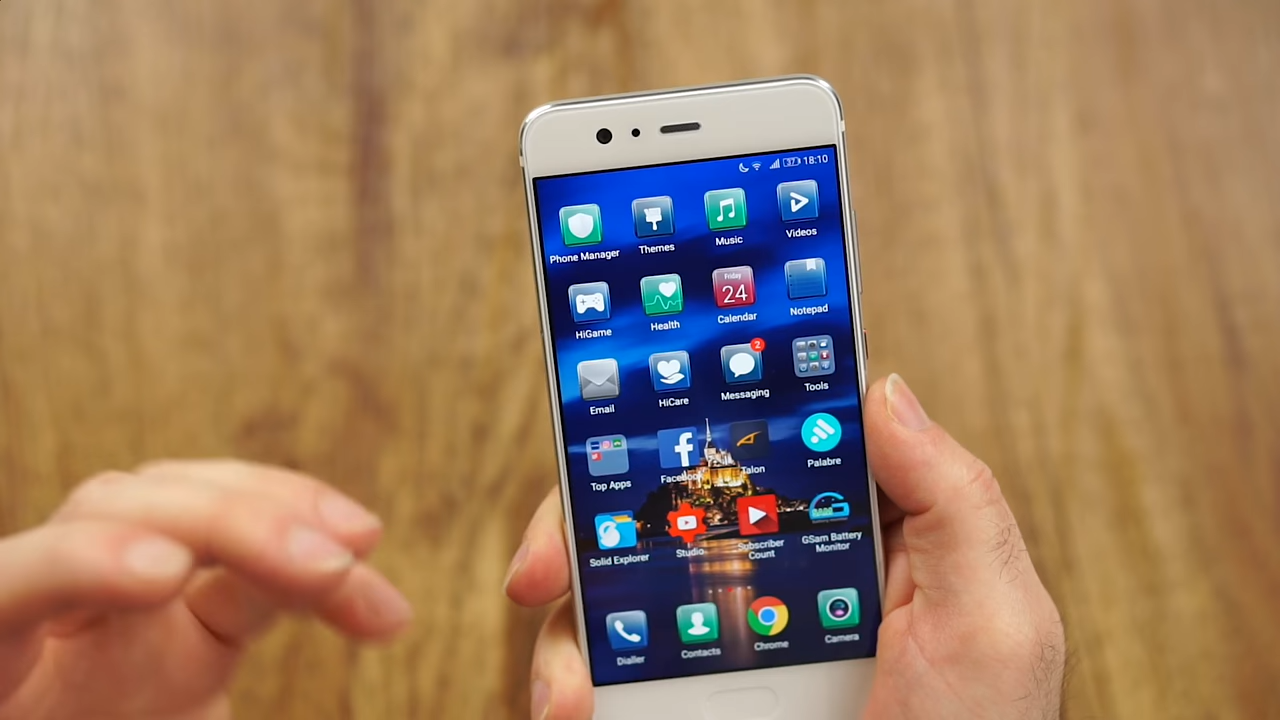 37 18:10
Phone Manager
Themes
Music
Videos
HiGame
Health
Friday
24
Calendar
Notepad
Email
HiCare
2
Messaging
Tools
Top Apps
Facebook
Talon
Palabre
Solid Explorer
Studio
Subscriber
Count
GSam Battery
Monitor
Dialler
Contacts
Chrome
Camera